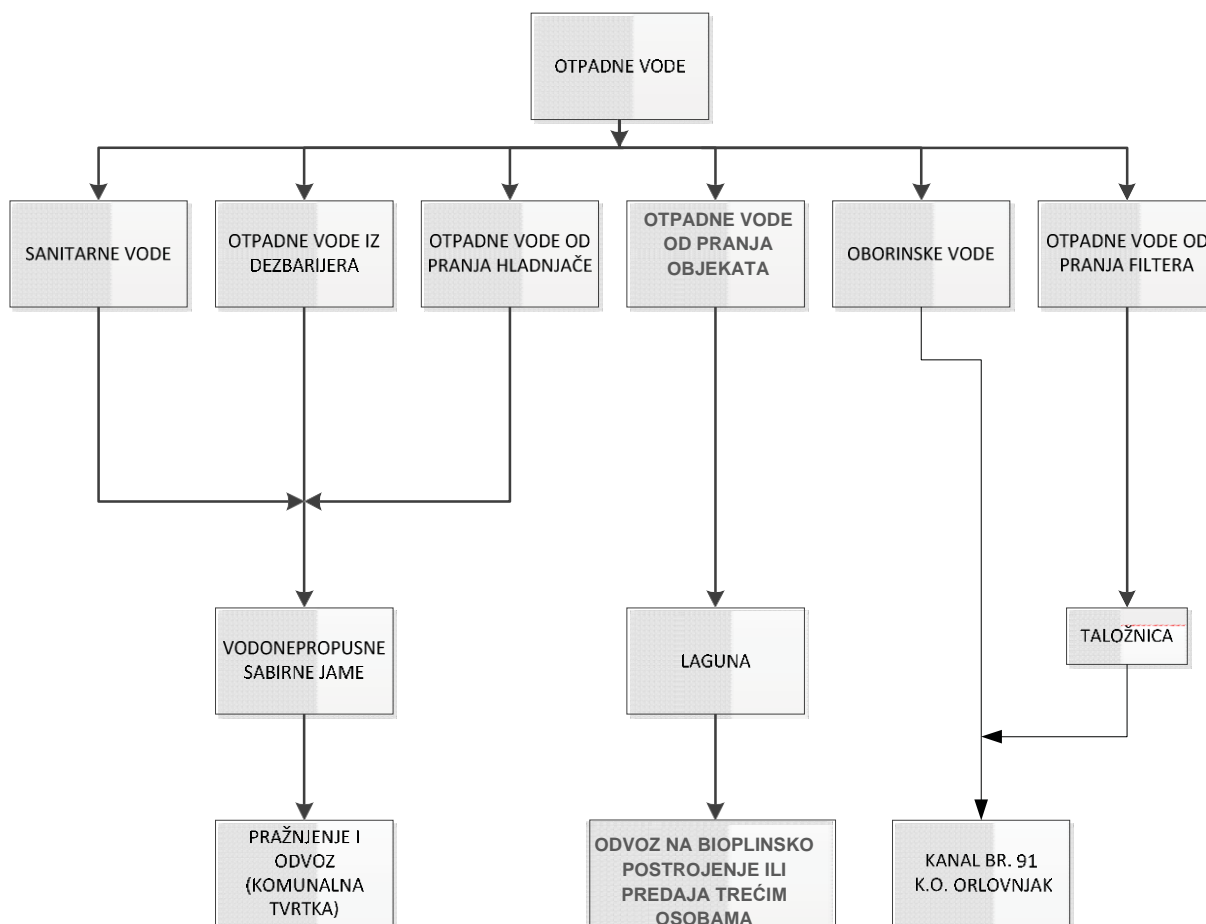 OTPADNE VODE
SANITARNE VODE
OTPADNE VODE IZ
DEZBARIJERA
OTPADNE VODE OD
PRANJA HLADNJAČE
OTPADNE VODE
OD PRANJA
OBJEKATA
OBORINSKE VODE
OTPADNE VODE OD
PRANJA FILTERA
VODONEPROPUSNE
SABIRNE JAME
LAGUNA
TALOŽNICA
PRAŽNJENJE I
ODVOZ
(KOMUNALNA
TVRTKA)
ODVOZ NA BIOPLINSKO
POSTROJENJE ILI
PREDAJA TREĆIM
OSOBAMA
KANAL BR. 91
K.O. ORLOVNJAK